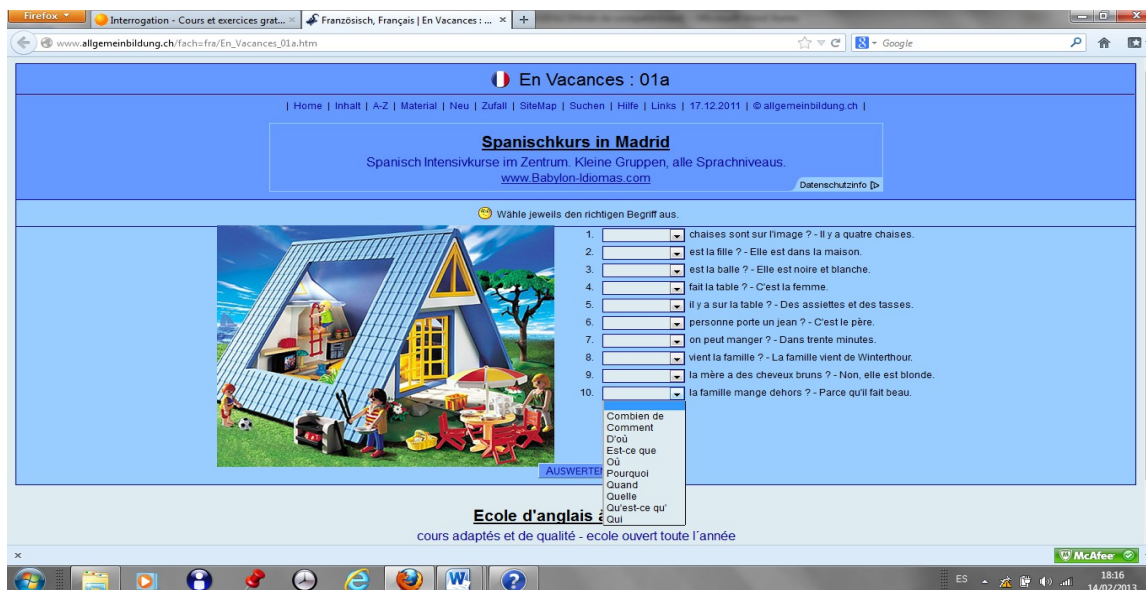 Firefox
Interrogation - Cours et exercices grat...
Französisch, Français | En Vacances : ...
www.allgemeinbildung.ch/fach=fra/En_Vacances_01a.htm
Google
En Vacances : 01a
| Home | Inhalt | A-Z | Material | Neu | Zufall | SiteMap | Suchen | Hilfe | Links | 17.12.2011 | © allgemeinbildung.ch |
Spanischkurs in Madrid
Spanisch Intensivkurse im Zentrum. Kleine Gruppen, alle Sprachniveaus.
www.Babylon-Idiomas.com
Datenschutzinfo
Wähle jeweils den richtigen Begriff aus.
1. chaises sont sur l'image ? - Il y a quatre chaises.
2. est la fille ? - Elle est dans la maison.
3. est la balle ? - Elle est noire et blanche.
4. fait la table ? - C'est la femme.
5. il y a sur la table ? - Des assiettes et des tasses.
6. personne porte un jean ? - C'est le père.
7. on peut manger ? - Dans trente minutes.
8. vient la famille ? - La famille vient de Winterthour.
9. la mère a des cheveux bruns ? - Non, elle est blonde.
10. la famille mange dehors ? - Parce qu'il fait beau.
Combien de
Comment
D'où
Est-ce que
Où
Pourquoi
Quand
Quelle
Qu'est-ce qu'
Qui
AUSWERTEN
Ecole d'anglais
cours adaptés et de qualité - ecole ouvert toute l´année
McAfee
ES
18:16
14/02/2013